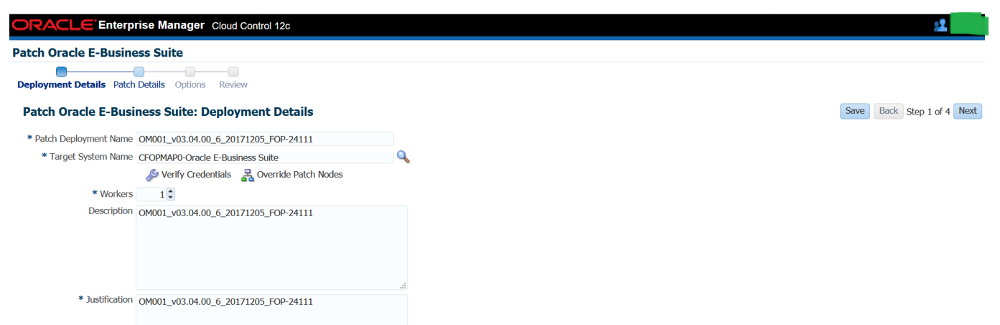 ORACLE Enterprise Manager Cloud Control 12c
Patch Oracle E-Business Suite
Deployment Details Patch Details Options Review
Patch Oracle E-Business Suite: Deployment Details
Save Back Step 1 of 4 Next
* Patch Deployment Name OM001_v03.04.00_6_20171205_FOP-24111
* Target System Name CFOPMAP0-Oracle E-Business Suite
Verify Credentials Override Patch Nodes
* Workers 1
Description OM001_v03.04.00_6_20171205_FOP-24111
* Justification OM001_v03.04.00_6_20171205_FOP-24111